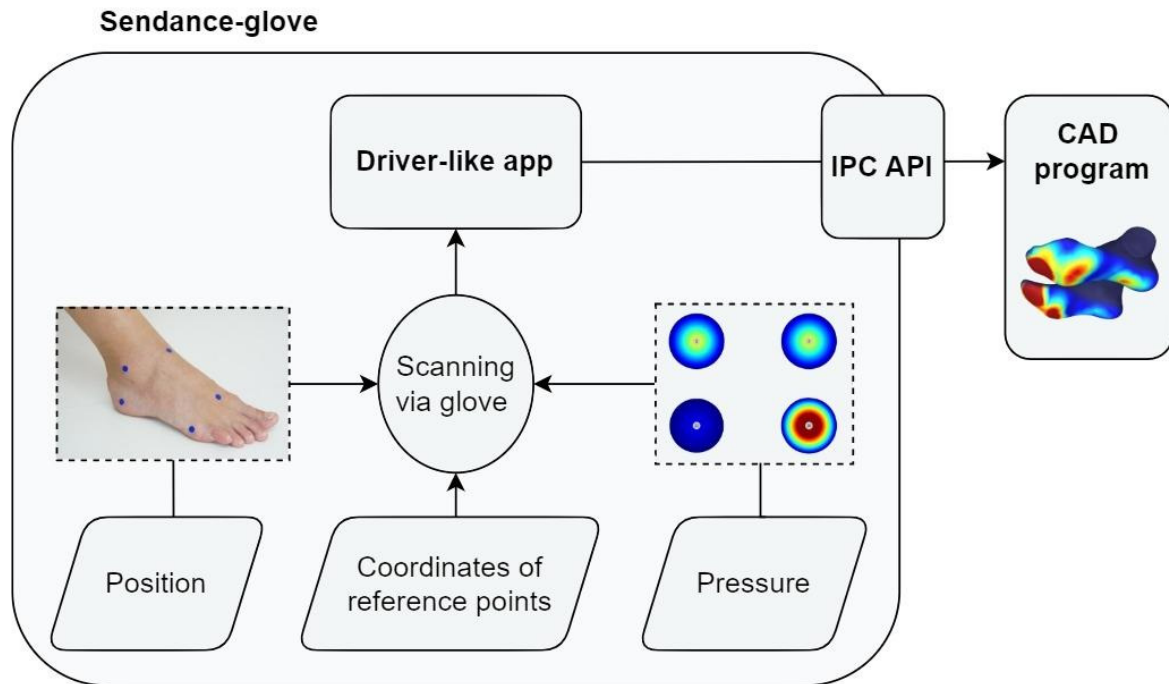 Sendance-glove
Driver-like app
IPC API
CAD
program
Scanning
via glove
Position
Coordinates of
reference points
Pressure